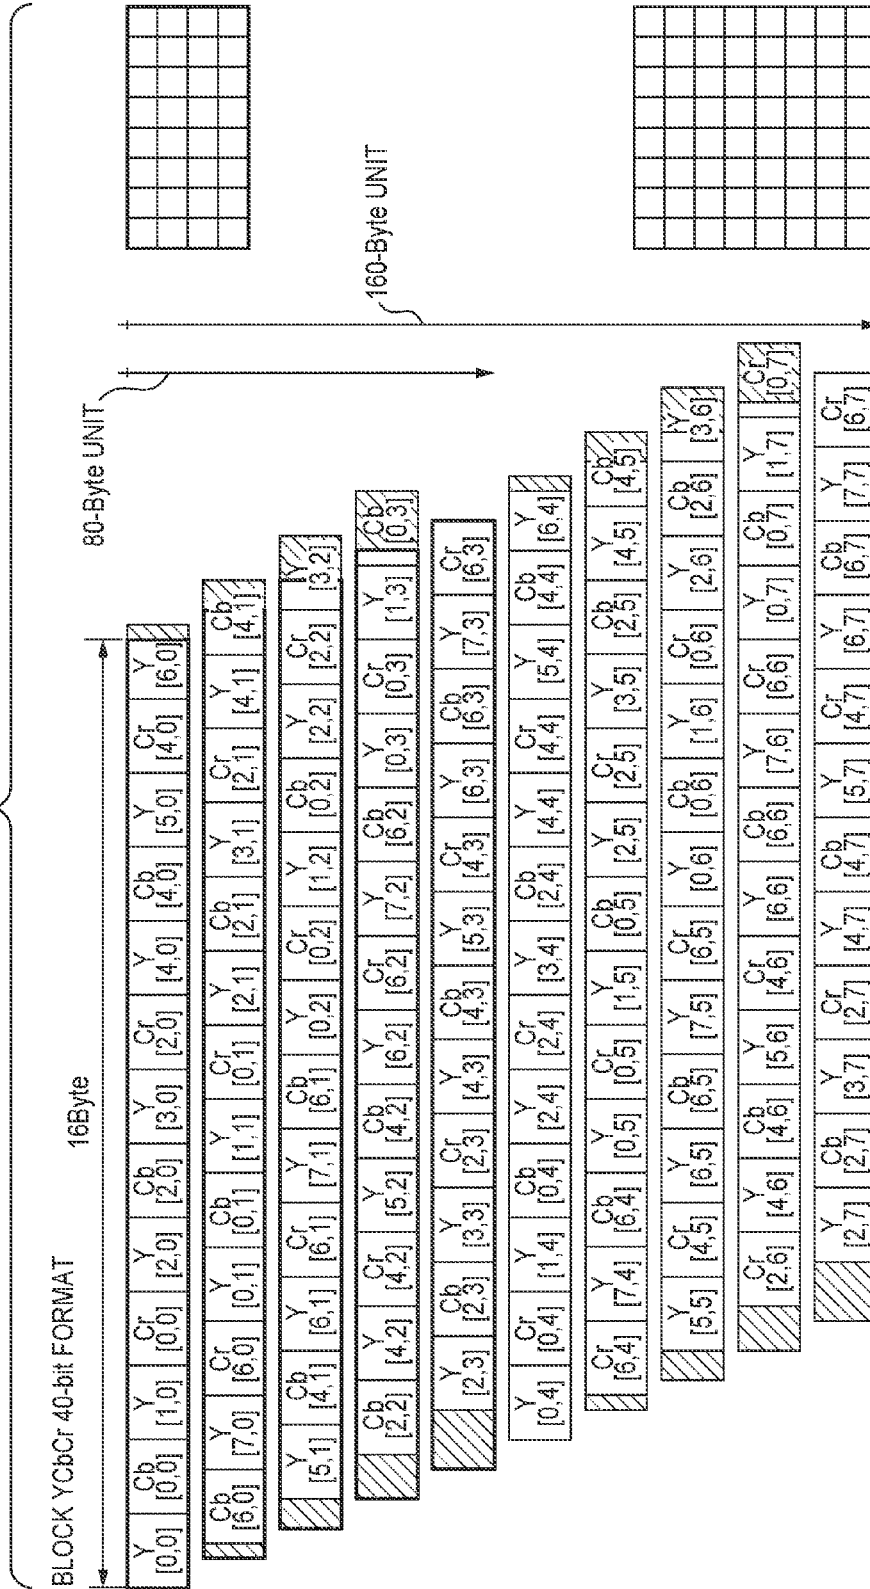 BLOCK YCbCr 40-bit FORMAT
16Byte
80-Byte UNIT
160-Byte UNIT
Y Cb Y Cr Y Cb Y Cr Y Cb Y Cr Y
[0,0] [0,0] [1,0] [0,0] [2,0] [2,0] [3,0] [2,0] [4,0] [4,0] [5,0] [4,0] [6,0]
Cb Y Cr Y Cb Y Cr Y Cb Y Cr Y Cb
[6,0] [7,0] [6,0] [0,1] [0,1] [1,1] [0,1] [2,1] [2,1] [3,1] [2,1] [4,1] [4,1]
Y Cb Y Cr Y Cb Y Cr Y Cb Y Cr Y
[5,1] [4,1] [6,1] [6,1] [7,1] [6,1] [0,2] [0,2] [1,2] [0,2] [2,2] [2,2] [3,2]
Cb Y Cr Y Cb Y Cr Y Cb Y Cr Y Cb
[2,2] [4,2] [4,2] [5,2] [4,2] [6,2] [6,2] [7,2] [6,2] [0,3] [0,3] [1,3] [0,3]
Y Cb Y Cr Y Cb Y Cr Y Cb Y Cr
[2,3] [2,3] [3,3] [2,3] [4,3] [4,3] [5,3] [4,3] [6,3] [6,3] [7,3] [6,3]
Y Cr Y Cb Y Cr Y Cb Y Cr Y Cb Y
[0,4] [0,4] [1,4] [0,4] [2,4] [2,4] [3,4] [2,4] [4,4] [4,4] [5,4] [4,4] [6,4]
Cr Y Cb Y Cr Y Cb Y Cr Y Cb Y Cb
[6,4] [7,4] [6,4] [0,5] [0,5] [1,5] [0,5] [2,5] [2,5] [3,5] [2,5] [4,5] [4,5]
Y Cr Y Cb Y Cr Y Cb Y Cr Y Cb Y
[5,5] [4,5] [6,5] [6,5] [7,5] [6,5] [0,6] [0,6] [1,6] [0,6] [2,6] [2,6] [3,6]
Cr Y Cb Y Cr Y Cb Y Cr Y Cb Y Cr
[2,6] [4,6] [4,6] [5,6] [4,6] [6,6] [6,6] [7,6] [6,6] [0,7] [0,7] [1,7] [0,7]
Y Cb Y Cr Y Cb Y Cr Y Cb Y Cr
[2,7] [2,7] [3,7] [2,7] [4,7] [4,7] [5,7] [4,7] [6,7] [6,7] [7,7] [6,7]